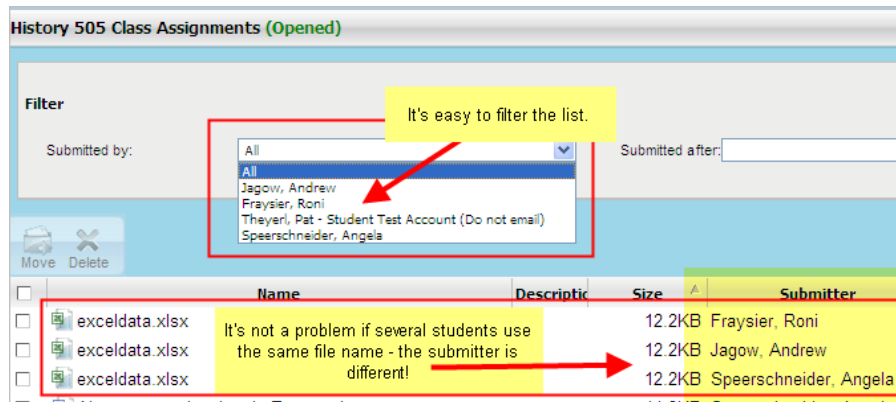 History 505 Class Assignments (Opened)
Filter
It's easy to filter the list.
Submitted by:
All
Submitted after:
All
Jagow, Andrew
Fraysier, Roni
Theyerl, Pat - Student Test Account (Do not email)
Speerschneider, Angela
Move Delete
Name Descriptic Size Submitter
exceldata.xlsx 12.2KB Fraysier, Roni
exceldata.xlsx 12.2KB Jagow, Andrew
exceldata.xlsx 12.2KB Speerschneider, Angela
It's not a problem if several students use
the same file name - the submitter is
different!